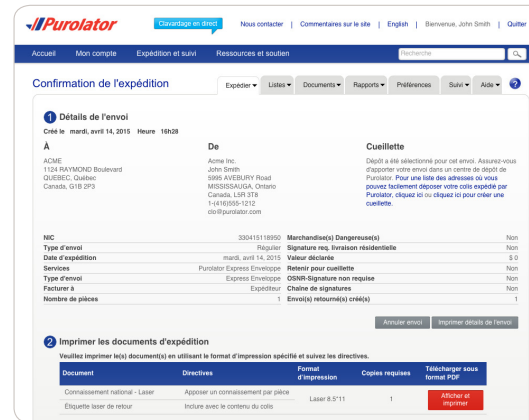 Purolator
Clavardage en direct
Nous contacter | Commentaires sur le site | English | Bienvenue, John Smith | Quitter
Accueil Mon compte Expédition et suivi Ressources et soutien Recherche
Confirmation de l'expédition
Expédier Listes Documents Rapports Préférences Suivi Aide ?
1 Détails de l'envoi
Créé le mardi, avril 14, 2015 Heure 16h28
À
ACME
1124 RAYMOND Boulevard
QUEBEC, Québec
Canada, G1B 2P3
De
Acme Inc.
John Smith
5995 AVEBURY Road
MISSISSAUGA, Ontario
Canada, L5R 3T8
1-(416)555-1212
clo@purolator.com
Cueillette
Dépôt a été selectionné pour cet envoi. Assurez-vous
d'apporter votre envoi dans un centre de dépôt de
Purolator. Pour une liste des adresses où vous
pouvez facilement déposer votre colis expédié par
Purolator, cliquez ici ou cliquez ici pour créer une
cueillette.
NIC 330415118950 Marchandise(s) Dangereuse(s) Non
Type d'envoi Régulier Signature req. livraison résidentielle Non
Date d'expédition mardi, avril 14, 2015 Valeur déclarée $ 0
Services Purolator Express Enveloppe Retenir pour cueillette Non
Type d'envoi Express Enveloppe OSNR-Signature non requise Non
Facturer à Expéditeur Chaîne de signatures Non
Nombre de pièces 1 Envoi(s) retourné(s) créé(s) 1
Annuler envoi Imprimer détails de l'envoi
2 Imprimer les documents d'expédition
Veuillez imprimer le(s) document(s) en utilisant le format d'impression spécifié et suivez les directives.
Document Directives Format d'impression Copies requises Télécharger sous format PDF
Connaissement national - Laser Apposer un connaissement par pièce
Laser 8.5*11 1 Afficher et imprimer
Étiquette laser de retour Inclure avec le contenu du colis